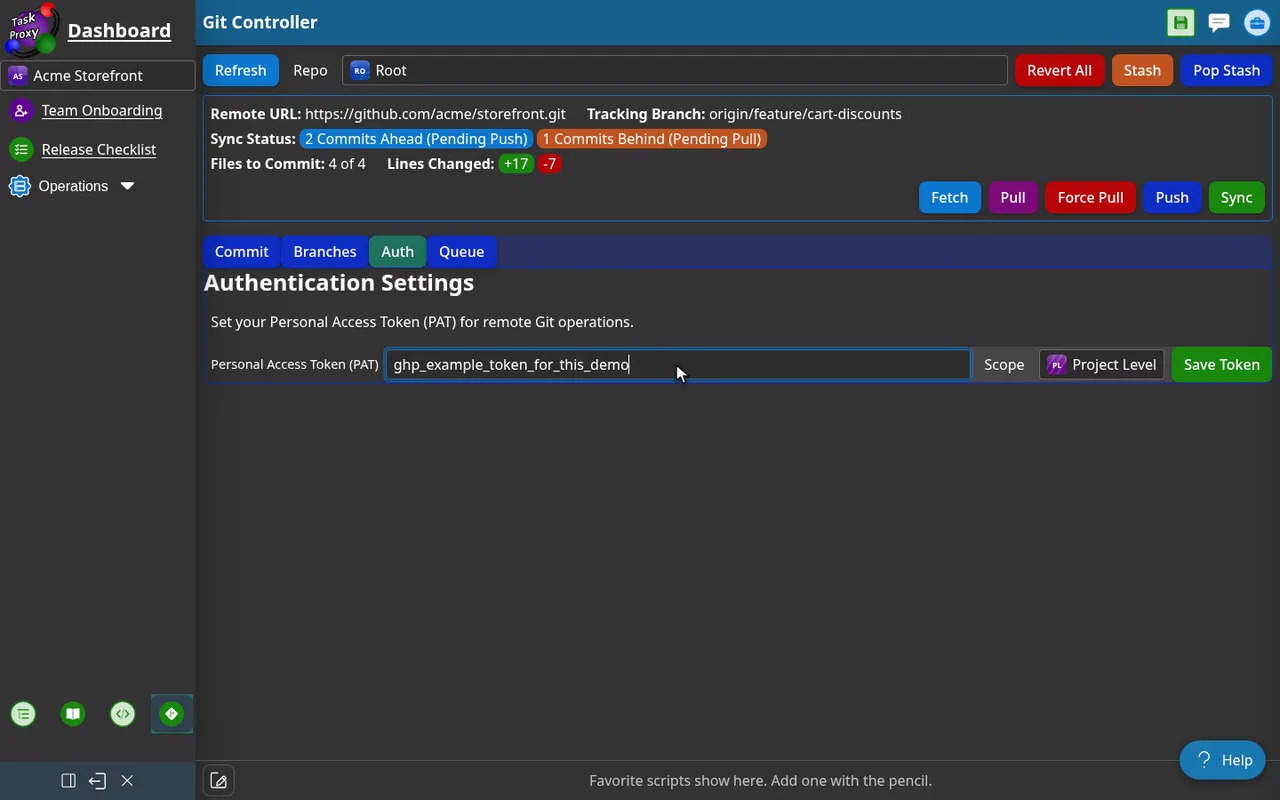 Task Proxy
Dashboard
Git Controller
AS Acme Storefront
Team Onboarding
Release Checklist
Operations
Refresh Repo RO Root Revert All Stash Pop Stash
Remote URL: https://github.com/acme/storefront.git Tracking Branch: origin/feature/cart-discounts
Sync Status: 2 Commits Ahead (Pending Push) 1 Commits Behind (Pending Pull)
Files to Commit: 4 of 4 Lines Changed: +17 -7
Fetch Pull Force Pull Push Sync
Commit Branches Auth Queue
Authentication Settings
Set your Personal Access Token (PAT) for remote Git operations.
Personal Access Token (PAT) ghp_example_token_for_this_demo Scope PL Project Level Save Token
? Help
Favorite scripts show here. Add one with the pencil.